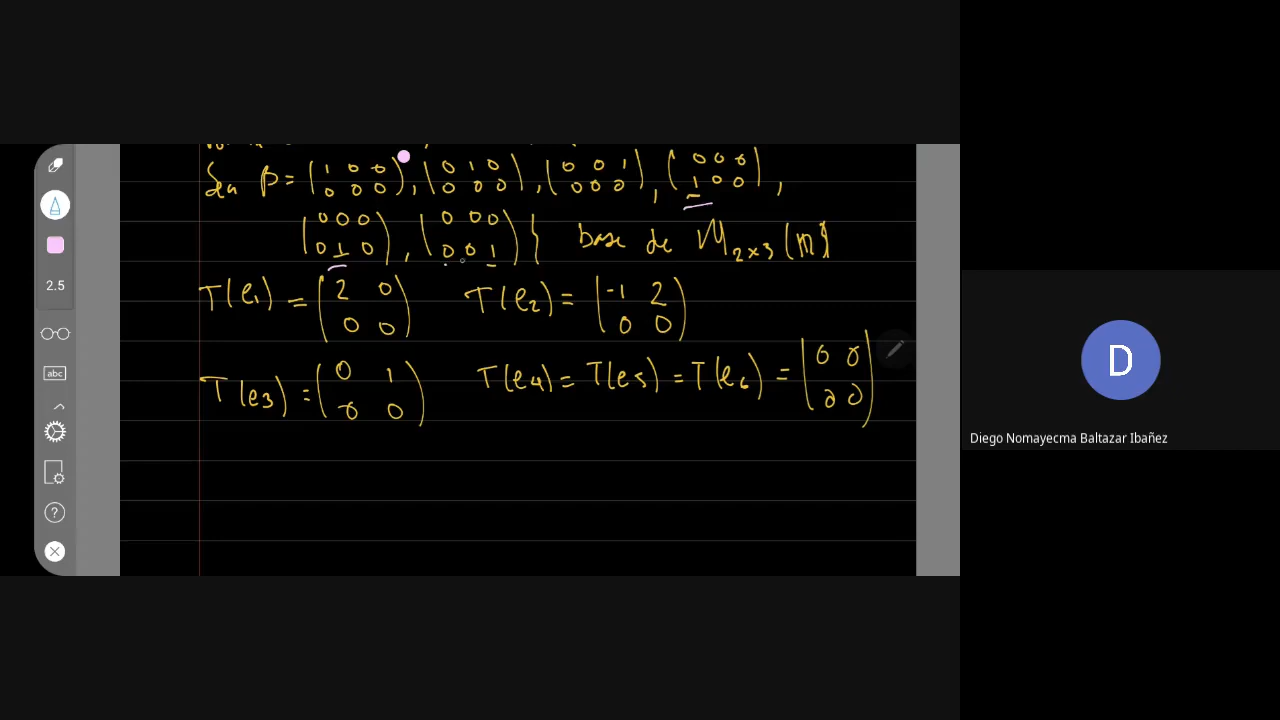 Sea β = (1 0 0 / 0 0 0), (0 1 0 / 0 0 0), (0 0 1 / 0 0 0), (0 0 0 / 1 0 0),
(0 0 0 / 0 1 0), (0 0 0 / 0 0 1) } base de M2x3 (R)
T(e1) = (2 0 / 0 0) T(e2) = (-1 2 / 0 0)
T(e3) = (0 1 / 0 0) T(e4) = T(e5) = T(e6) = (0 0 / 0 0)
2.5
abc
?
D
Diego Nomayecma Baltazar Ibañez